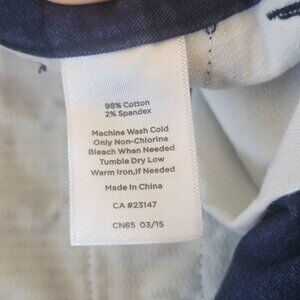 98% Cotton
2% Spandex
Machine Wash Cold
Only Non-Chlorine
Bleach When Needed
Tumble Dry Low
Warm Iron,If Needed
Made In China
CA #23147
CN65 03/15